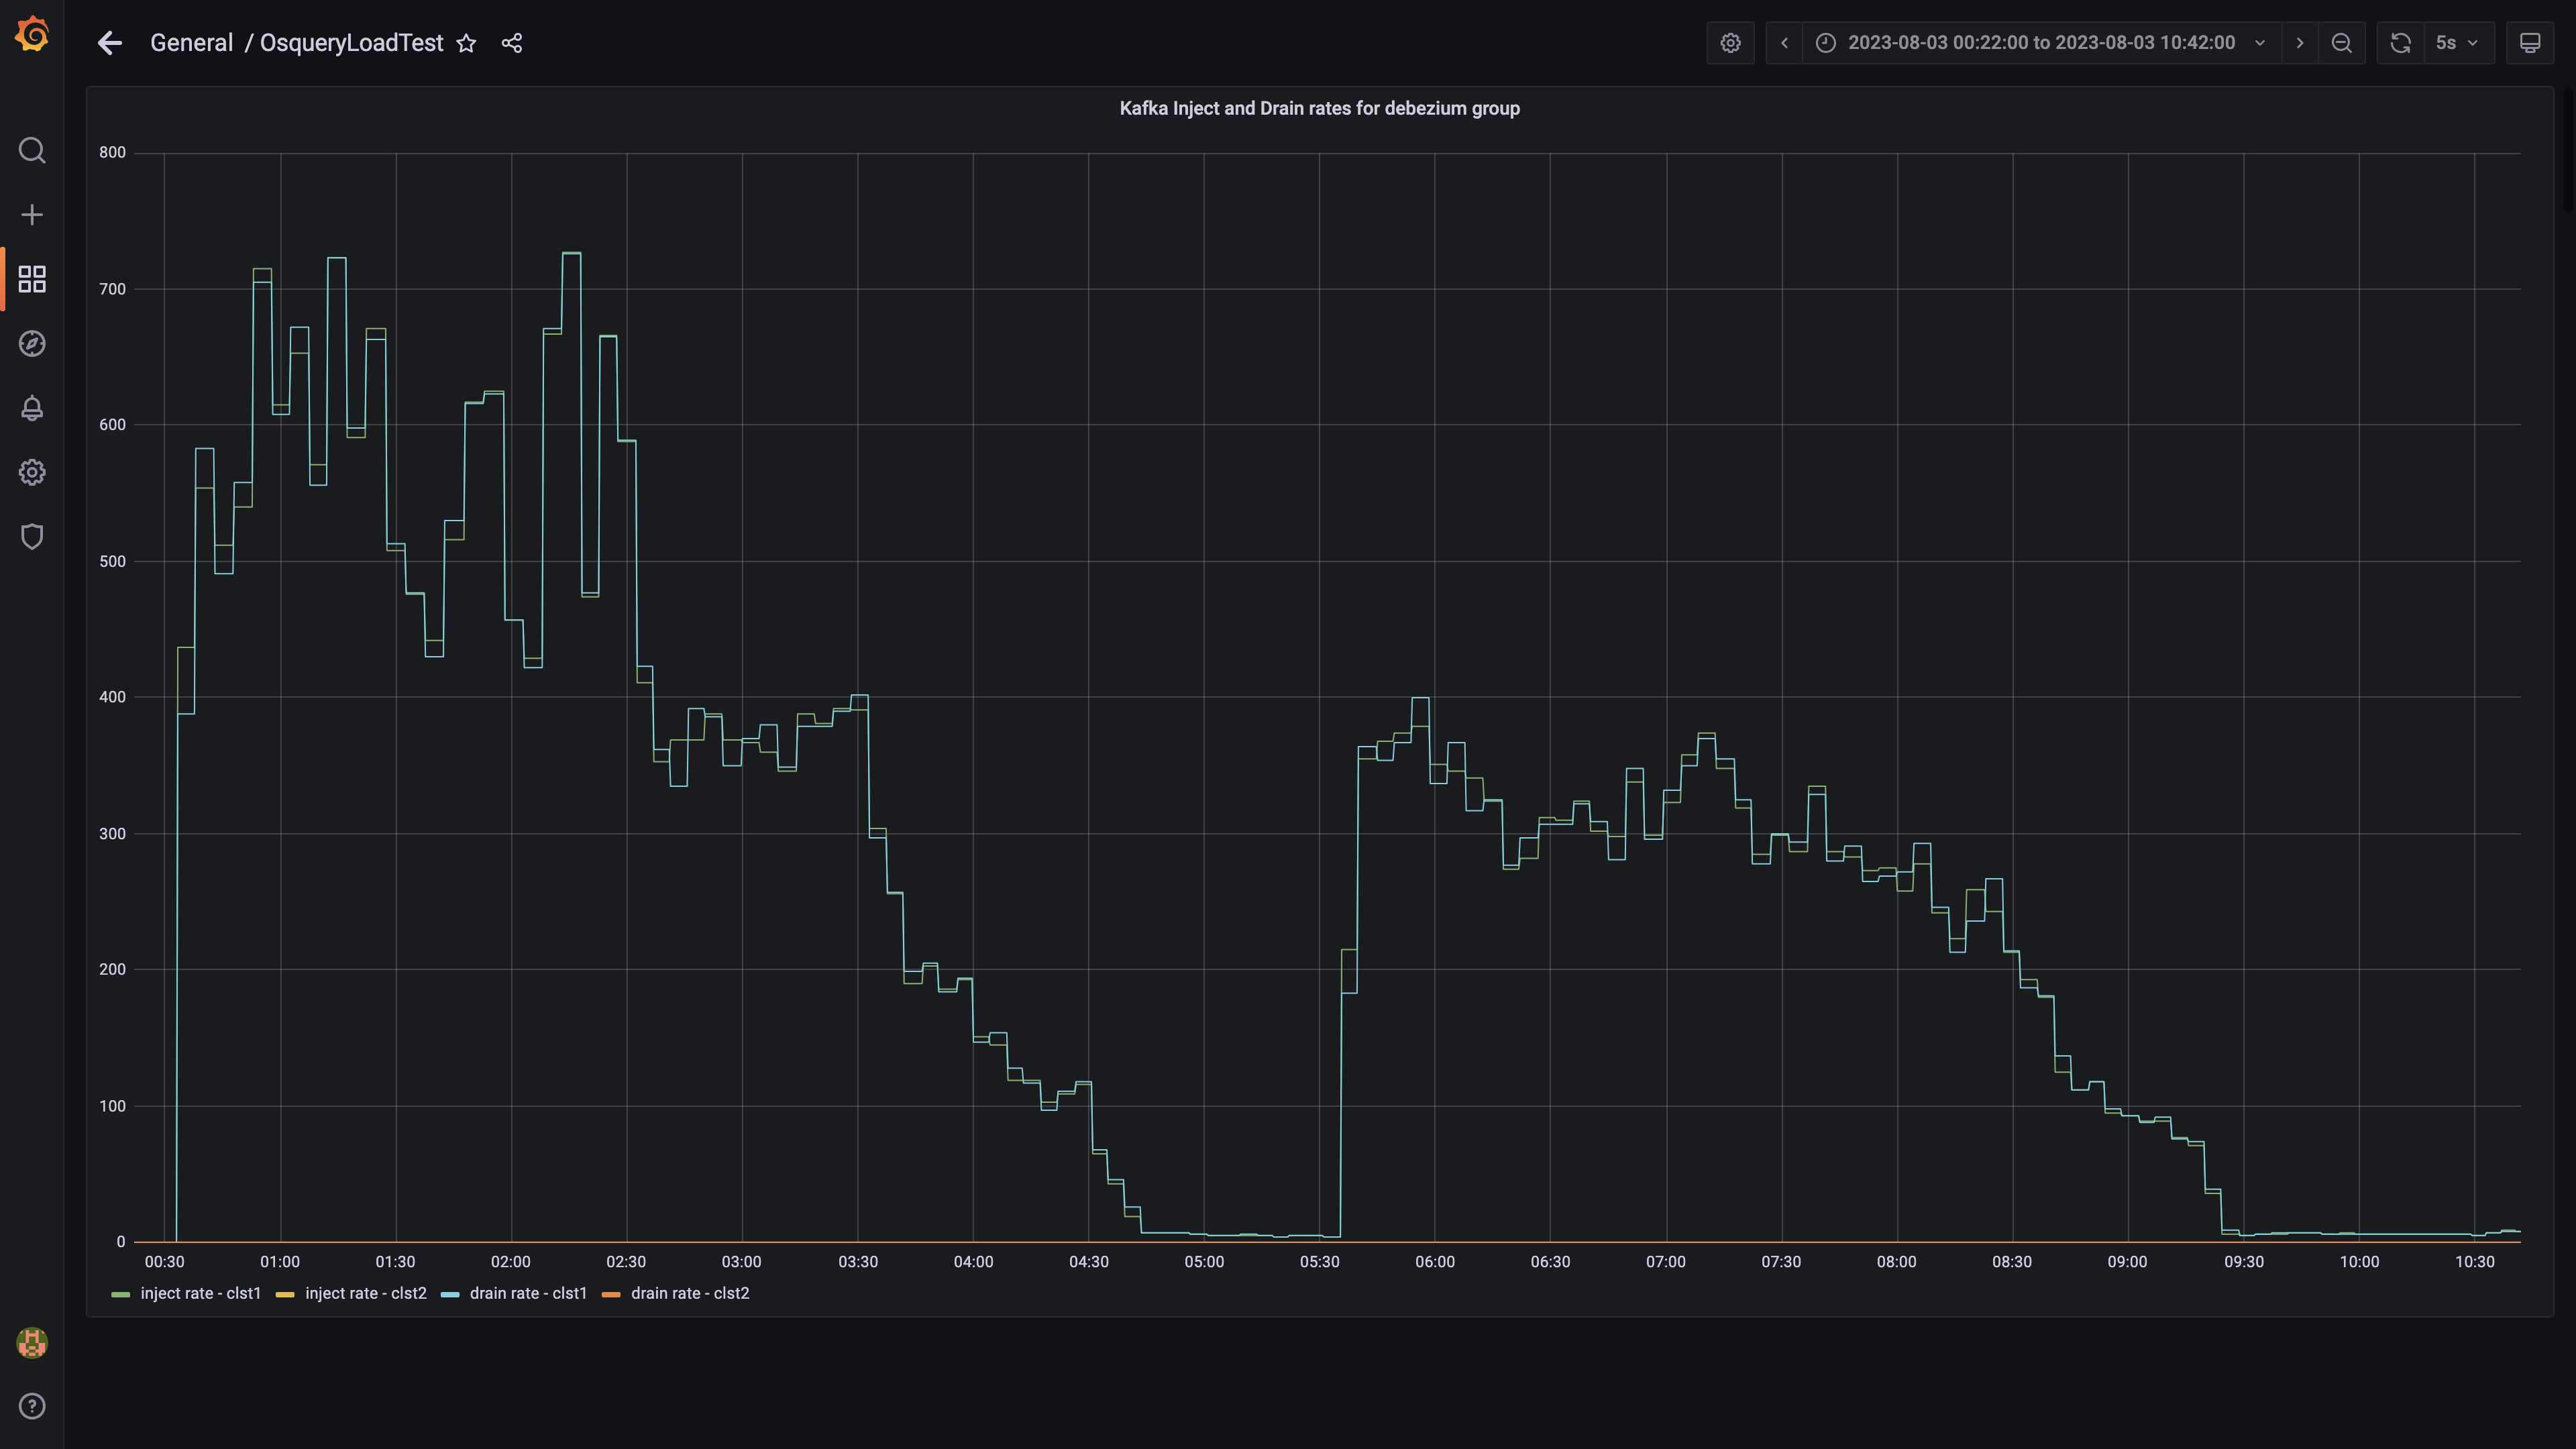 General / OsqueryLoadTest
2023-08-03 00:22:00 to 2023-08-03 10:42:00
5s
Kafka Inject and Drain rates for debezium group
800
700
600
500
400
300
200
100
0
00:30 01:00 01:30 02:00 02:30 03:00 03:30 04:00 04:30 05:00 05:30 06:00 06:30 07:00 07:30 08:00 08:30 09:00 09:30 10:00 10:30
inject rate - clst1 inject rate - clst2 drain rate - clst1 drain rate - clst2